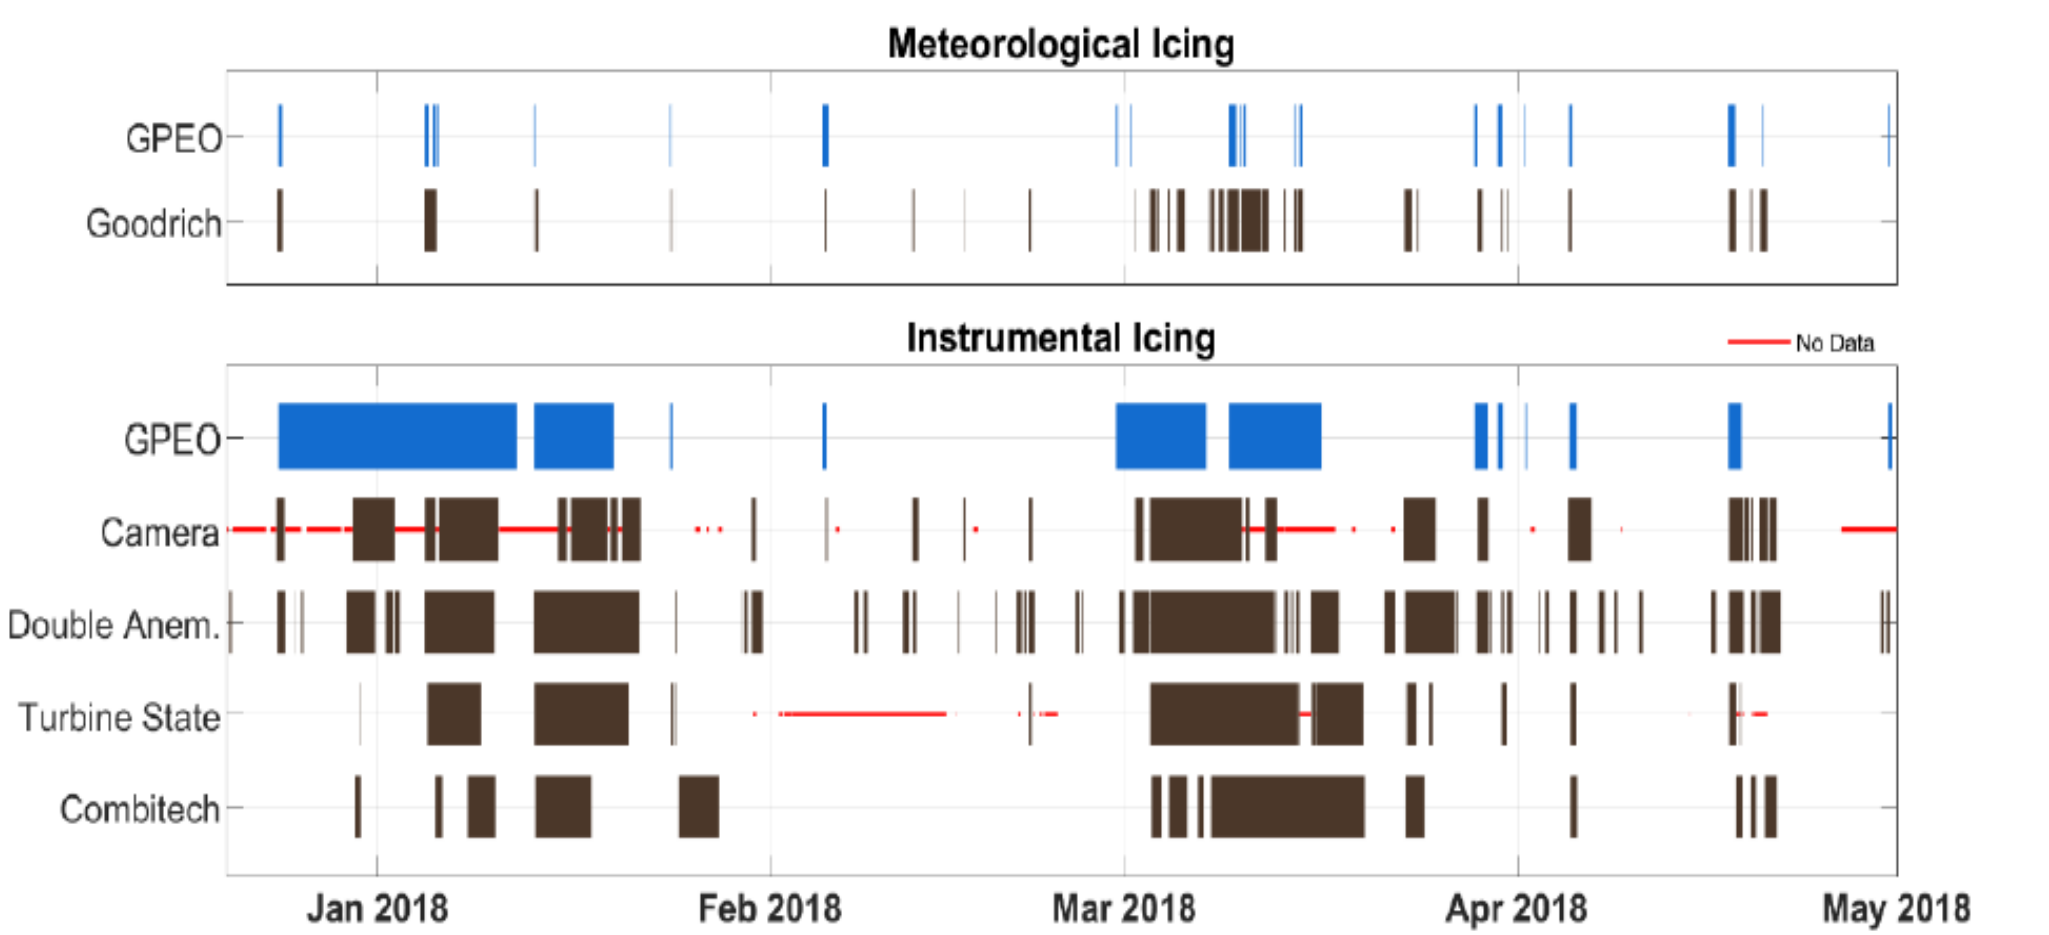 Meteorological Icing
GPEO
Goodrich
Instrumental Icing
No Data
GPEO
Camera
Double Anem.
Turbine State
Combitech
Jan 2018 Feb 2018 Mar 2018 Apr 2018 May 2018